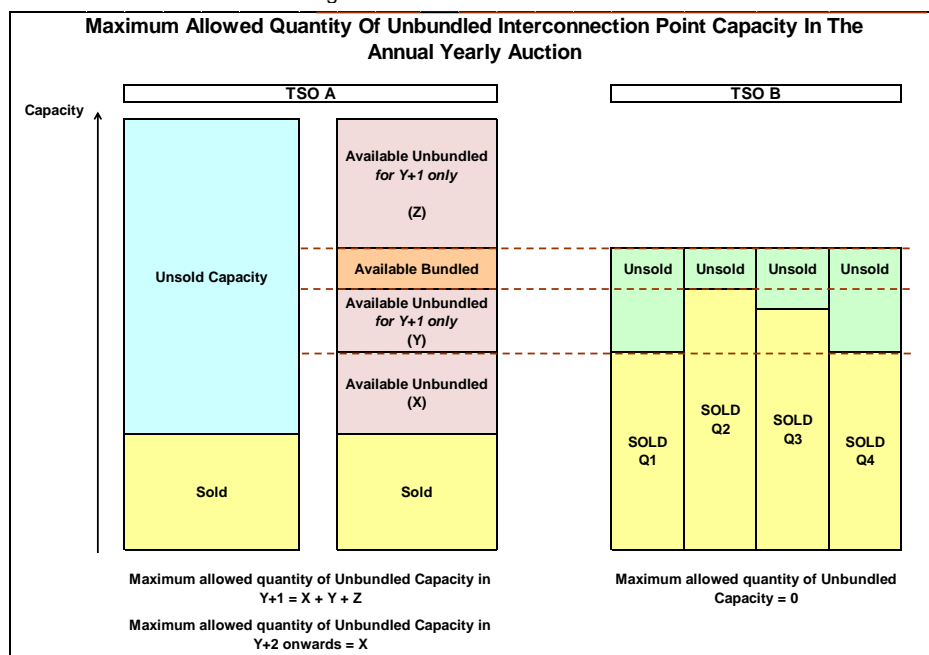 Maximum Allowed Quantity Of Unbundled Interconnection Point Capacity In The
Annual Yearly Auction
TSO A
TSO B
Capacity
Available Unbundled
for Y+1 only
(Z)
Unsold Capacity
Available Bundled
Available Unbundled
for Y+1 only
(Y)
Available Unbundled
(X)
Sold
Sold
Unsold
Unsold
Unsold
Unsold
SOLD
Q1
SOLD
Q2
SOLD
Q3
SOLD
Q4
Maximum allowed quantity of Unbundled Capacity in
Y+1 = X + Y + Z
Maximum allowed quantity of Unbundled Capacity in
Y+2 onwards = X
Maximum allowed quantity of Unbundled
Capacity = 0